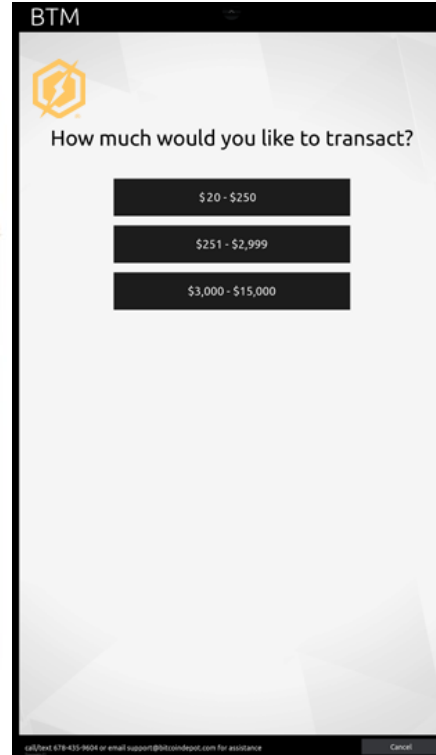 BTM
How much would you like to transact?
$20 - $250
$251 - $2,999
$3,000 - $15,000
call/text 678-435-9604 or email support@bitcoindepot.com for assistance
Cancel